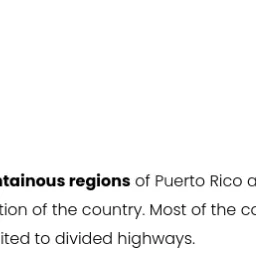 ntainous regions of Puerto Rico a
tion of the country. Most of the co
ited to divided highways.